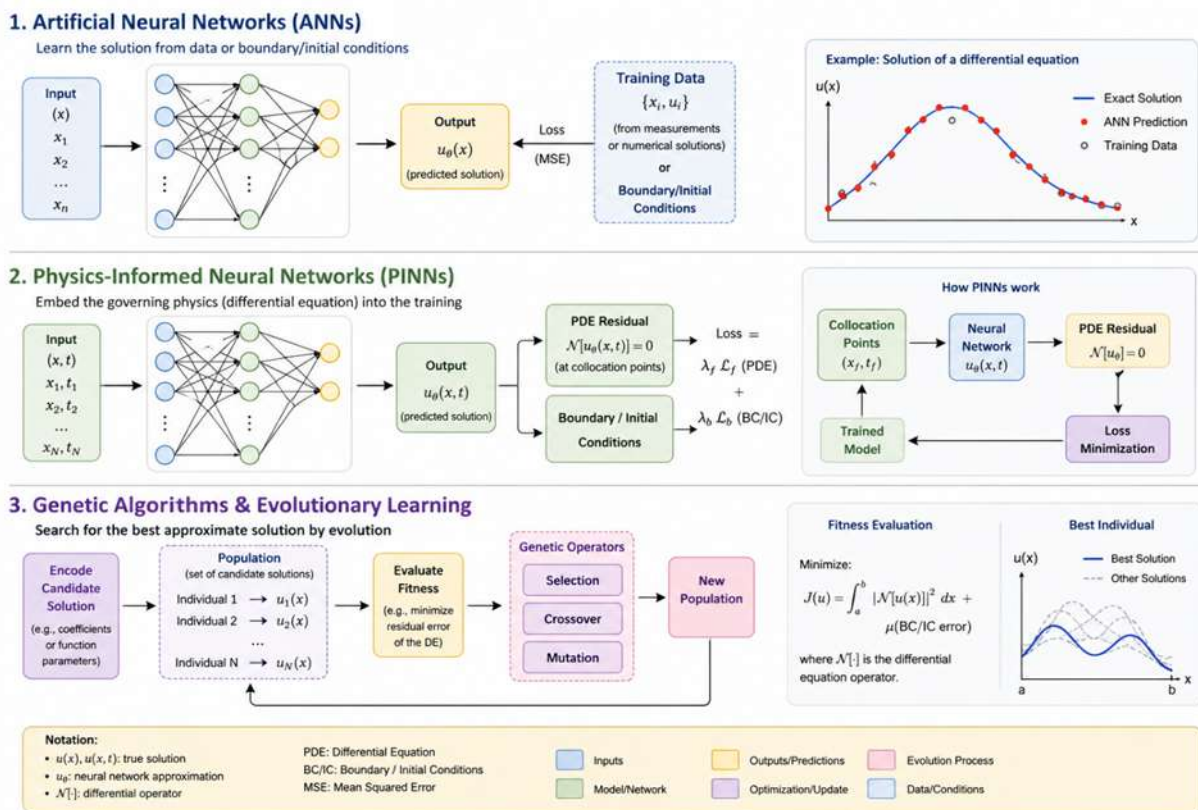 1. Artificial Neural Networks (ANNs)
Learn the solution from data or boundary/initial conditions
Input
(x)
x₁
x₂
...
xₙ
⋮ ⋮
Output
u_θ(x)
(predicted solution)
Loss
(MSE)
Training Data
{xᵢ, uᵢ}
(from measurements
or numerical solutions)
or
Boundary/Initial
Conditions
Example: Solution of a differential equation
u(x)
Exact Solution
ANN Prediction
Training Data
x
2. Physics-Informed Neural Networks (PINNs)
Embed the governing physics (differential equation) into the training
Input
(x, t)
x₁, t₁
x₂, t₂
...
x_N, t_N
⋮ ⋮
Output
u_θ(x, t)
(predicted solution)
PDE Residual
𝒩[u_θ(x, t)] = 0
(at collocation points)
Boundary / Initial
Conditions
Loss =
λ_f ℒ_f (PDE)
+
λ_b ℒ_b (BC/IC)
How PINNs work
Collocation
Points
(x_f, t_f)
Neural
Network
u_θ(x, t)
PDE Residual
𝒩[u_θ] = 0
Trained
Model
Loss
Minimization
3. Genetic Algorithms & Evolutionary Learning
Search for the best approximate solution by evolution
Encode
Candidate
Solution
(e.g., coefficients
or function
parameters)
Population
(set of candidate solutions)
Individual 1 → u₁(x)
Individual 2 → u₂(x)
...
Individual N → u_N(x)
Evaluate
Fitness
(e.g., minimize
residual error
of the DE)
Genetic Operators
Selection
Crossover
Mutation
New
Population
Fitness Evaluation
Minimize:
J(u) = ∫ₐᵇ |𝒩[u(x)]|² dx +
μ(BC/IC error)
where 𝒩[·] is the differential
equation operator.
Best Individual
u(x)
Best Solution
Other Solutions
x
a b
Notation:
• u(x), u(x, t): true solution
• u_θ: neural network approximation
• 𝒩[·]: differential operator
PDE: Differential Equation
BC/IC: Boundary / Initial Conditions
MSE: Mean Squared Error
Inputs
Model/Network
Outputs/Predictions
Optimization/Update
Evolution Process
Data/Conditions